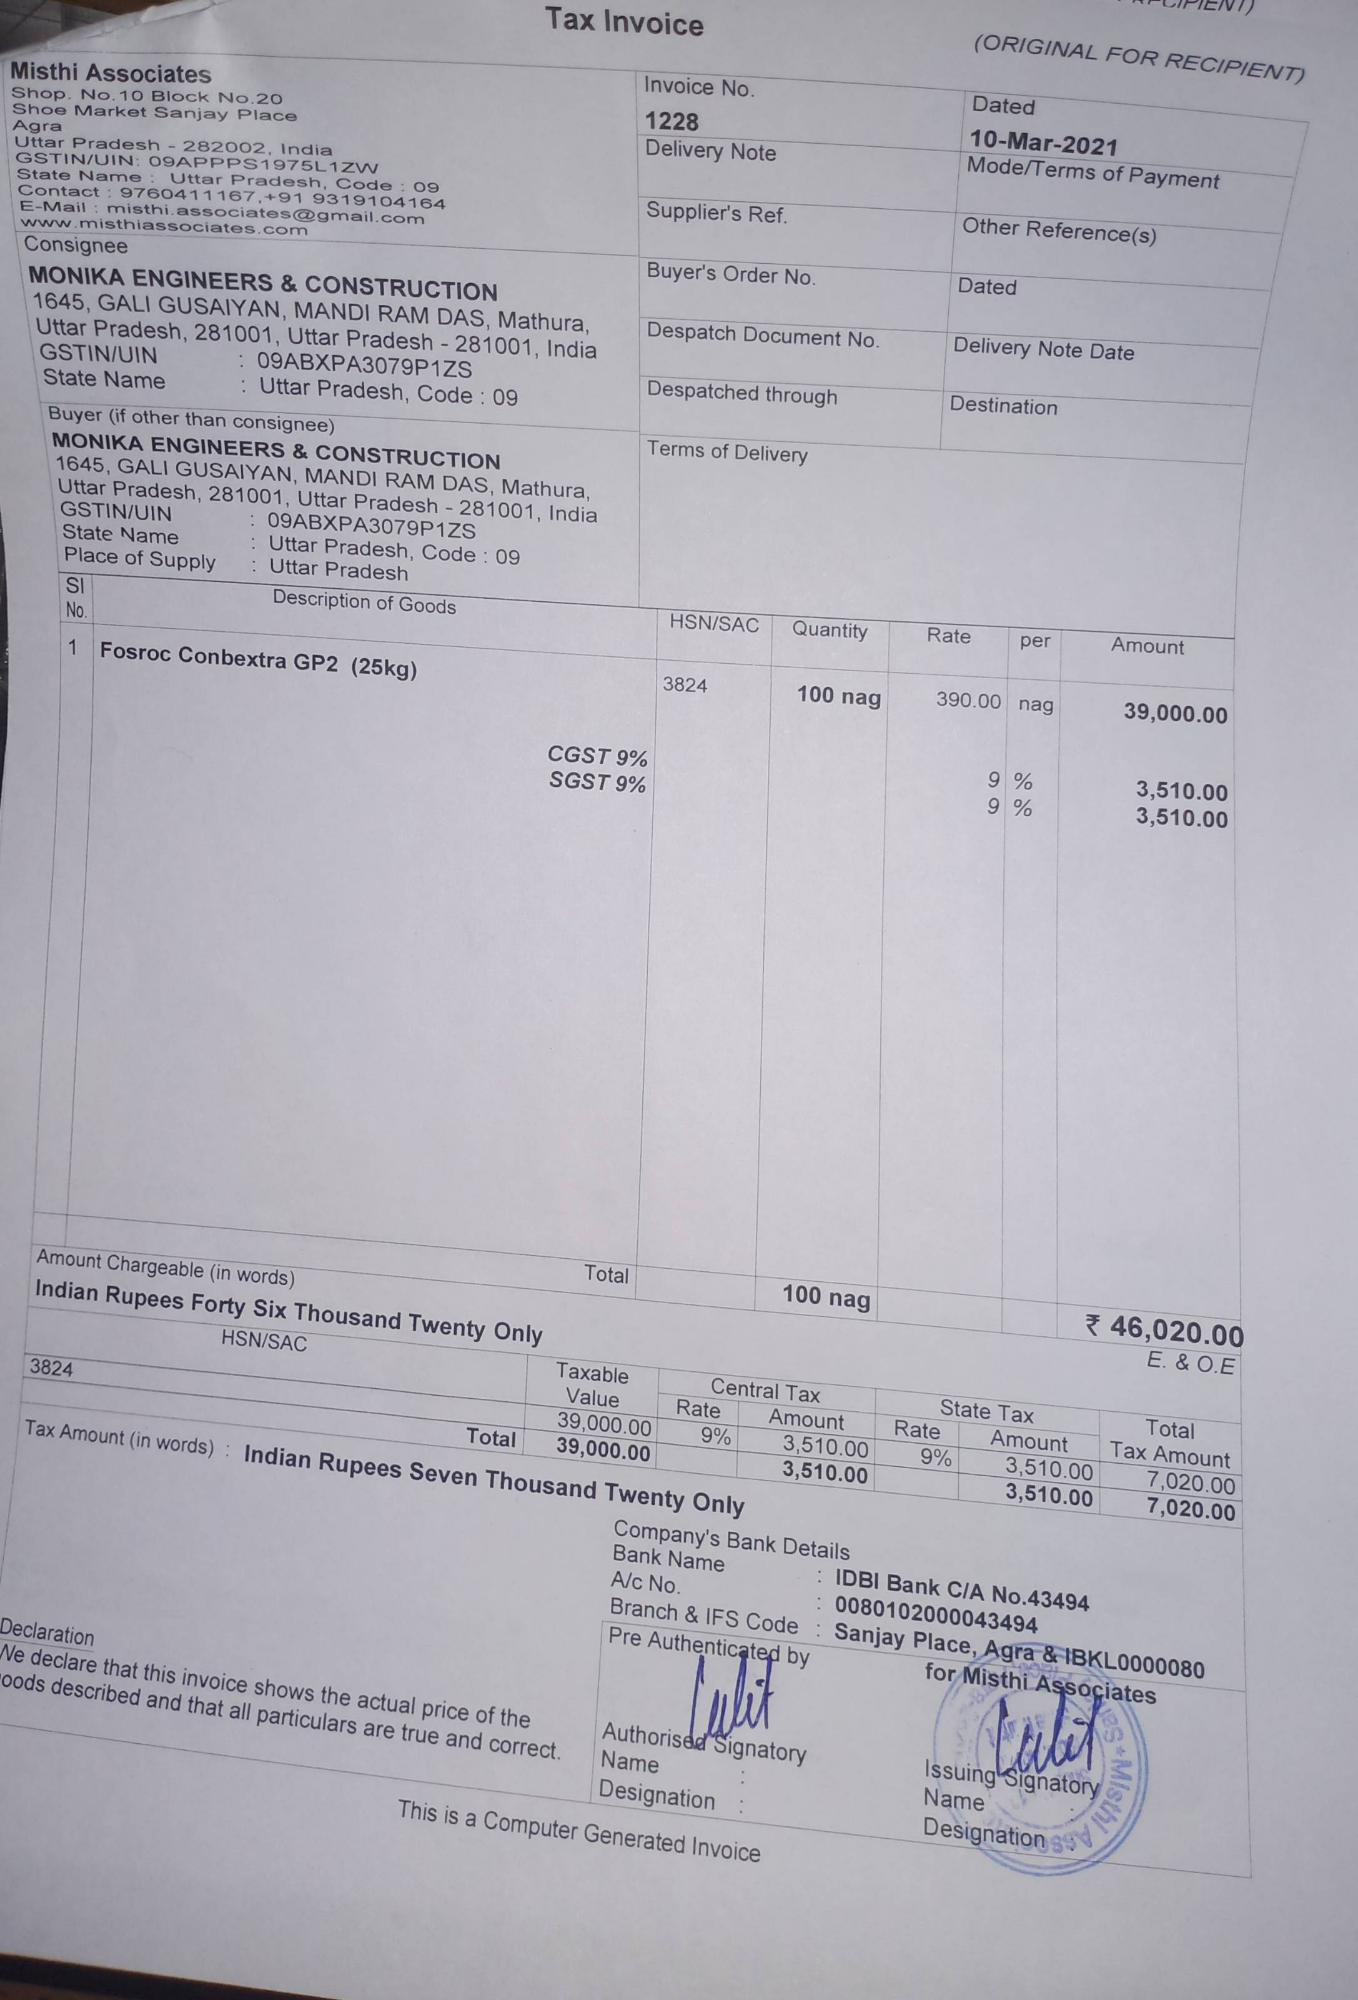 Tax Invoice
(ORIGINAL FOR RECIPIENT)
Misthi Associates
Shop. No.10 Block No.20
Shoe Market Sanjay Place
Agra
Uttar Pradesh - 282002, India
GSTIN/UIN: 09APPPS1975L1ZW
State Name : Uttar Pradesh, Code : 09
Contact : 9760411167,+91 9319104164
E-Mail : misthi.associates@gmail.com
www.misthiassociates.com
Invoice No.
1228
Dated
10-Mar-2021
Delivery Note
Mode/Terms of Payment
Supplier's Ref.
Other Reference(s)
Buyer's Order No.
Dated
Despatch Document No.
Delivery Note Date
Despatched through
Destination
Terms of Delivery
Consignee
MONIKA ENGINEERS & CONSTRUCTION
1645, GALI GUSAIYAN, MANDI RAM DAS, Mathura,
Uttar Pradesh, 281001, Uttar Pradesh - 281001, India
GSTIN/UIN : 09ABXPA3079P1ZS
State Name : Uttar Pradesh, Code : 09
Buyer (if other than consignee)
MONIKA ENGINEERS & CONSTRUCTION
1645, GALI GUSAIYAN, MANDI RAM DAS, Mathura,
Uttar Pradesh, 281001, Uttar Pradesh - 281001, India
GSTIN/UIN : 09ABXPA3079P1ZS
State Name : Uttar Pradesh, Code : 09
Place of Supply : Uttar Pradesh
Sl No. Description of Goods HSN/SAC Quantity Rate per Amount
1 Fosroc Conbextra GP2 (25kg) 3824 100 nag 390.00 nag 39,000.00
CGST 9% 9 % 3,510.00
SGST 9% 9 % 3,510.00
Total 100 nag ₹ 46,020.00
Amount Chargeable (in words) E. & O.E
Indian Rupees Forty Six Thousand Twenty Only
HSN/SAC Taxable Value Central Tax State Tax Total Tax Amount
Rate Amount Rate Amount
3824 39,000.00 9% 3,510.00 9% 3,510.00 7,020.00
Total 39,000.00 3,510.00 3,510.00 7,020.00
Tax Amount (in words) : Indian Rupees Seven Thousand Twenty Only
Company's Bank Details
Bank Name : IDBI Bank C/A No.43494
A/c No. : 0080102000043494
Branch & IFS Code : Sanjay Place, Agra & IBKL0000080
Declaration
We declare that this invoice shows the actual price of the
goods described and that all particulars are true and correct.
Pre Authenticated by
Authorised Signatory
Name :
Designation :
for Misthi Associates
Issuing Signatory
Name :
Designation :
This is a Computer Generated Invoice